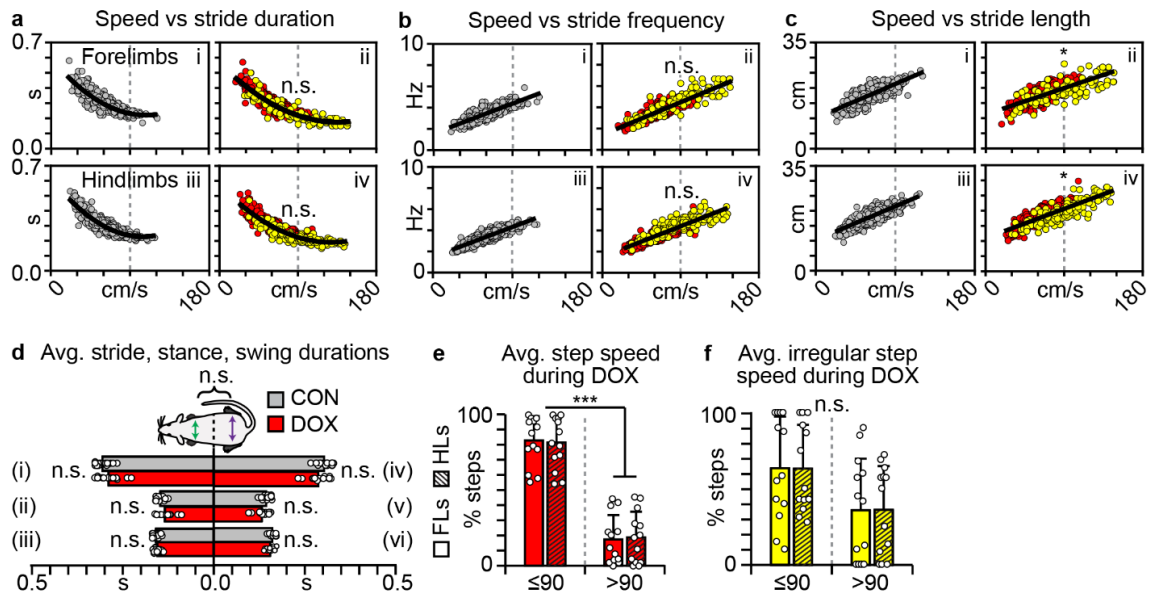 a Speed vs stride duration
0.7
Forelimbs i
ii
n.s.
s
0.0
0.7
Hindlimbs iii
iv
n.s.
s
0.0
0 cm/s 180
0 cm/s 180
b Speed vs stride frequency
10
i
ii
n.s.
Hz
0
10
iii
iv
n.s.
Hz
0
0 cm/s 180
0 cm/s 180
c Speed vs stride length
35
i
ii
*
cm
0
35
iii
iv
*
cm
0
0 cm/s 180
0 cm/s 180
d Avg. stride, stance, swing durations
n.s.
CON
DOX
(i) n.s. n.s. (iv)
(ii) n.s. n.s. (v)
(iii) n.s. n.s. (vi)
0.5 s 0.0 s 0.5
e Avg. step speed
during DOX
***
100
% steps
0
FLs
HLs
≤90 >90
f Avg. irregular step
speed during DOX
n.s.
100
% steps
0
≤90 >90